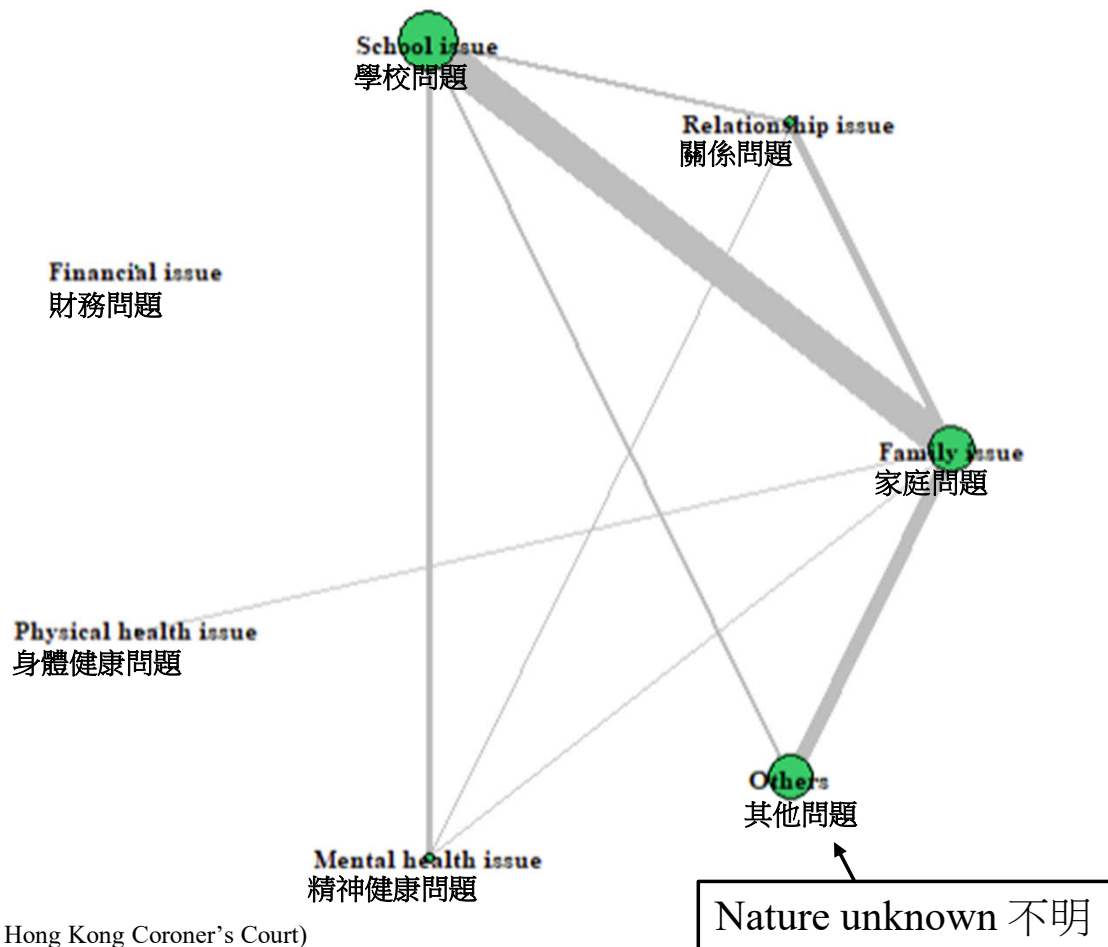 School issue
學校問題
Relationship issue
關係問題
Financial issue
財務問題
Family issue
家庭問題
Physical health issue
身體健康問題
Others
其他問題
Mental health issue
精神健康問題
Nature unknown 不明
Hong Kong Coroner's Court)